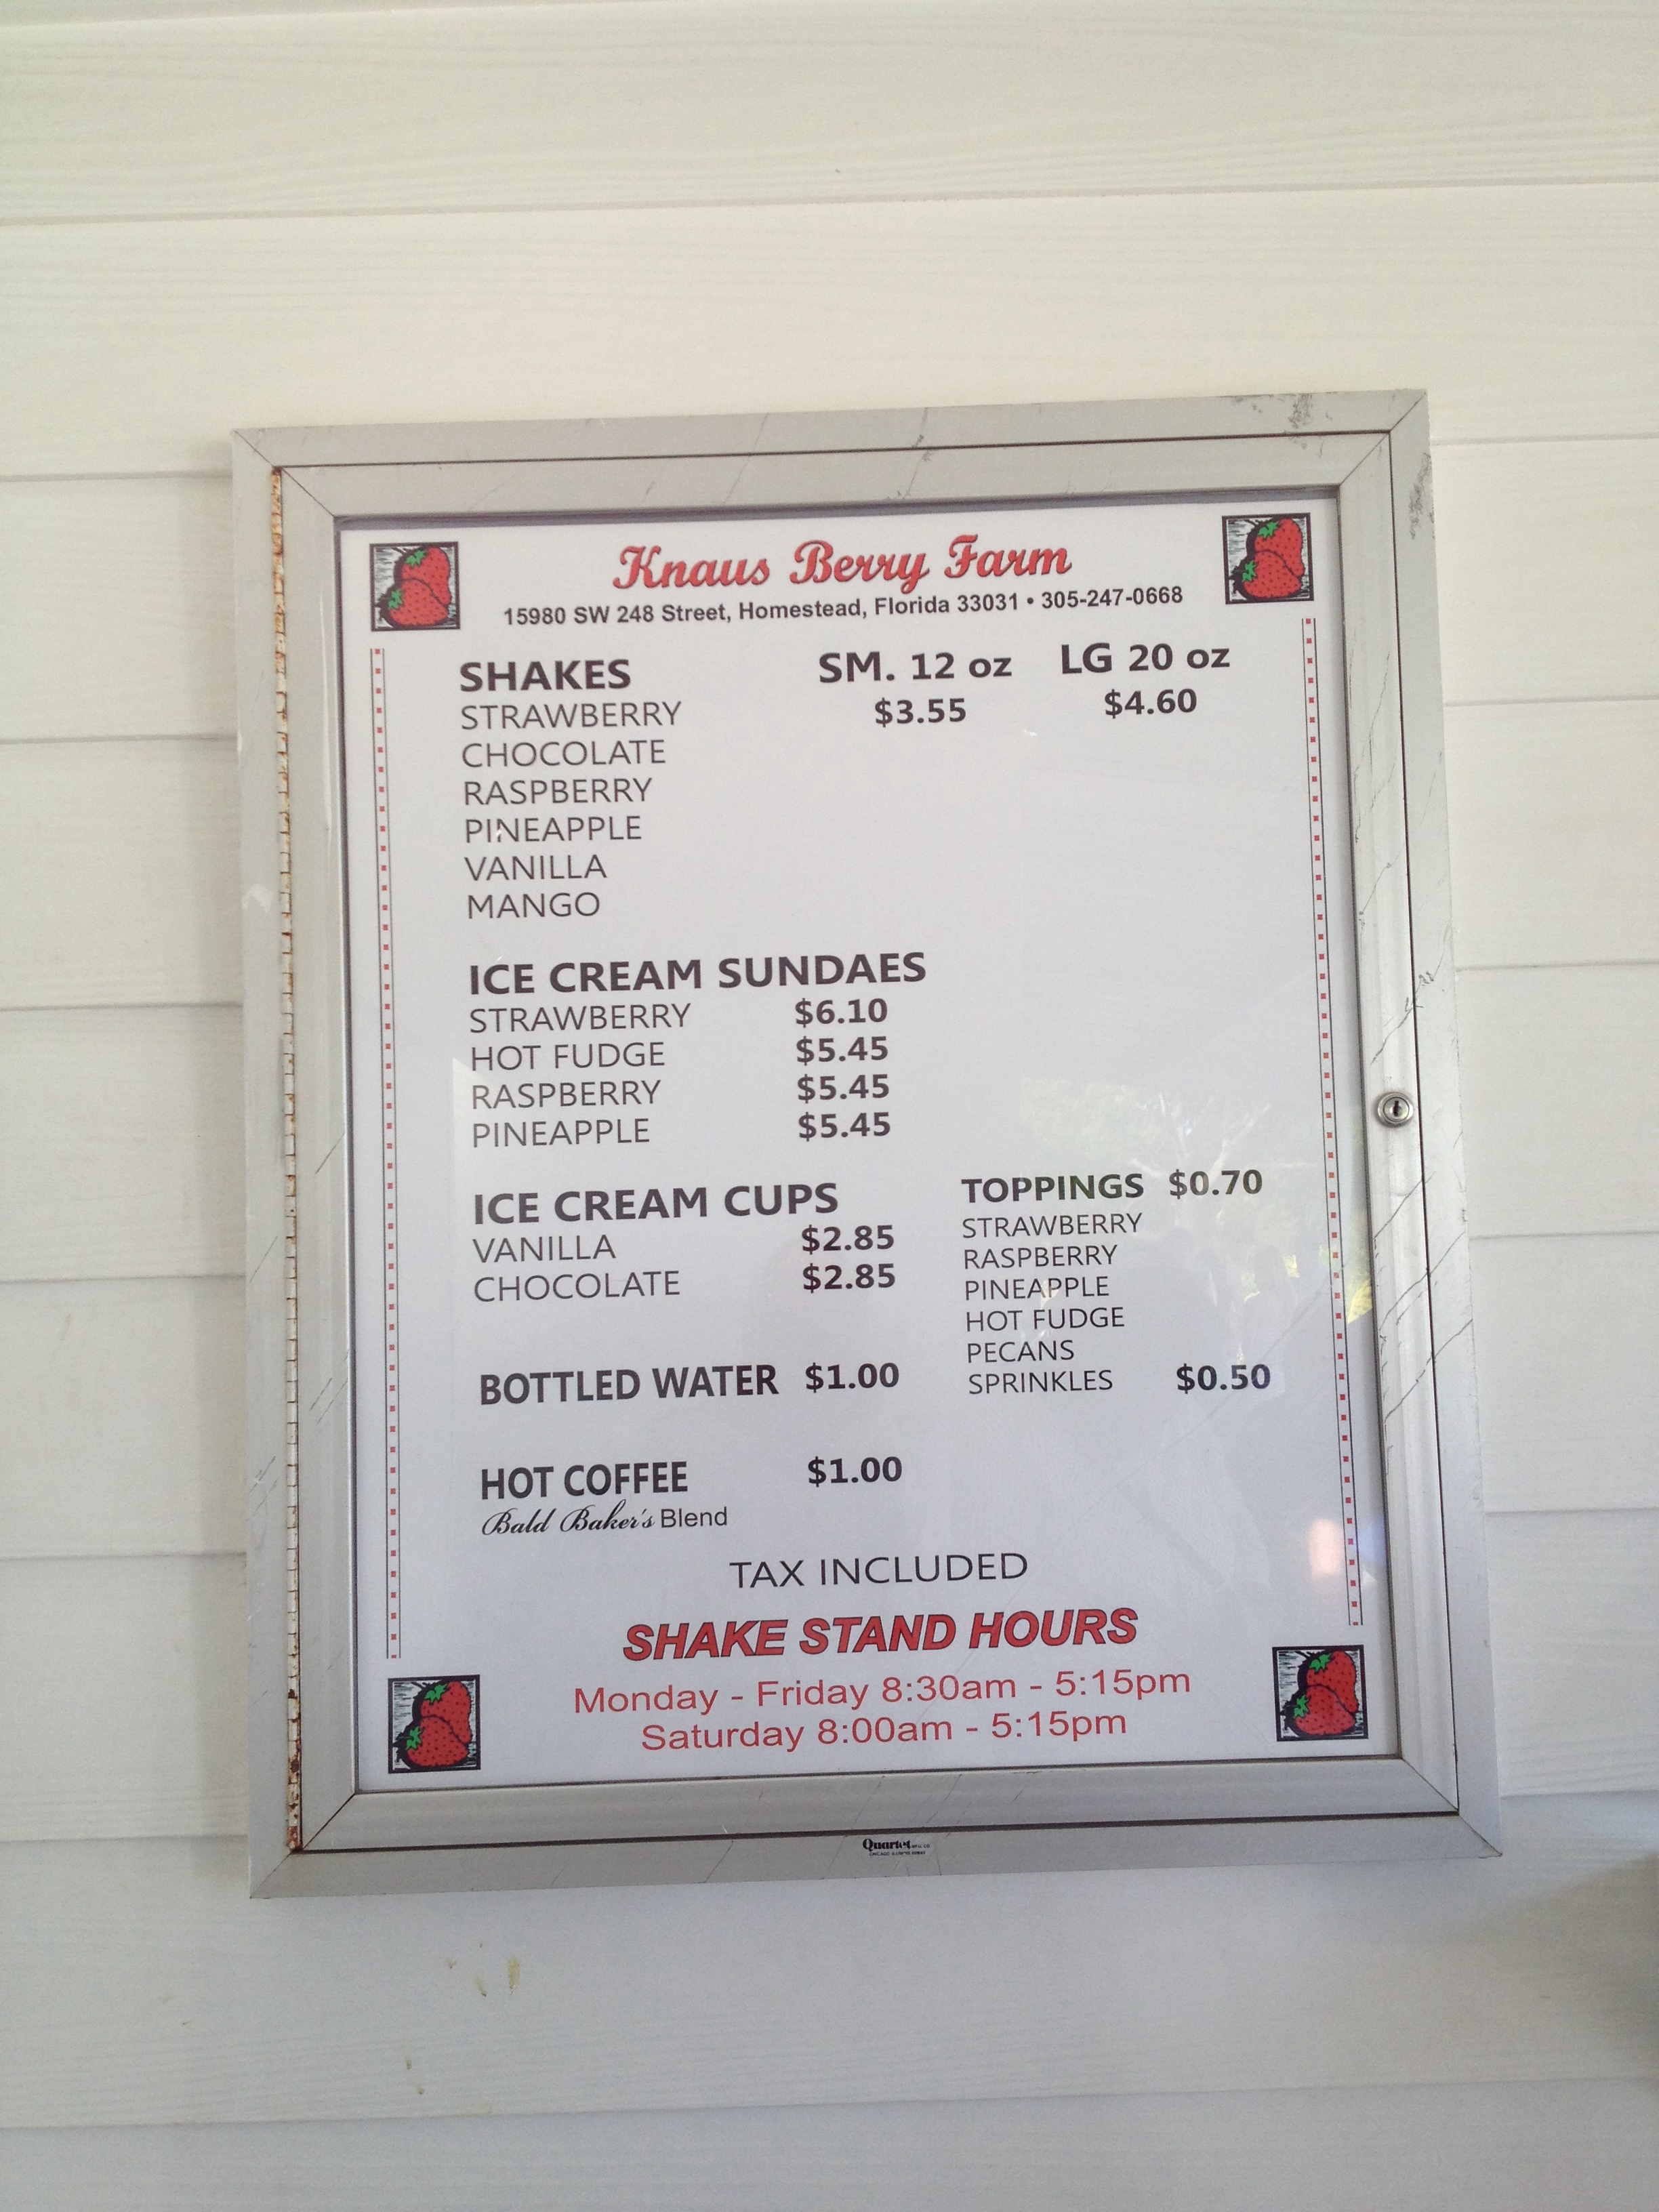 Knaus Berry Farm
15980 SW 248 Street, Homestead, Florida 33031 • 305-247-0668
SHAKES SM. 12 oz LG 20 oz
STRAWBERRY $3.55 $4.60
CHOCOLATE
RASPBERRY
PINEAPPLE
VANILLA
MANGO
ICE CREAM SUNDAES
STRAWBERRY $6.10
HOT FUDGE $5.45
RASPBERRY $5.45
PINEAPPLE $5.45
ICE CREAM CUPS
VANILLA $2.85
CHOCOLATE $2.85
TOPPINGS $0.70
STRAWBERRY
RASPBERRY
PINEAPPLE
HOT FUDGE
PECANS
SPRINKLES $0.50
BOTTLED WATER $1.00
HOT COFFEE $1.00
Bald Baker's Blend
TAX INCLUDED
SHAKE STAND HOURS
Monday - Friday 8:30am - 5:15pm
Saturday 8:00am - 5:15pm
Quartet